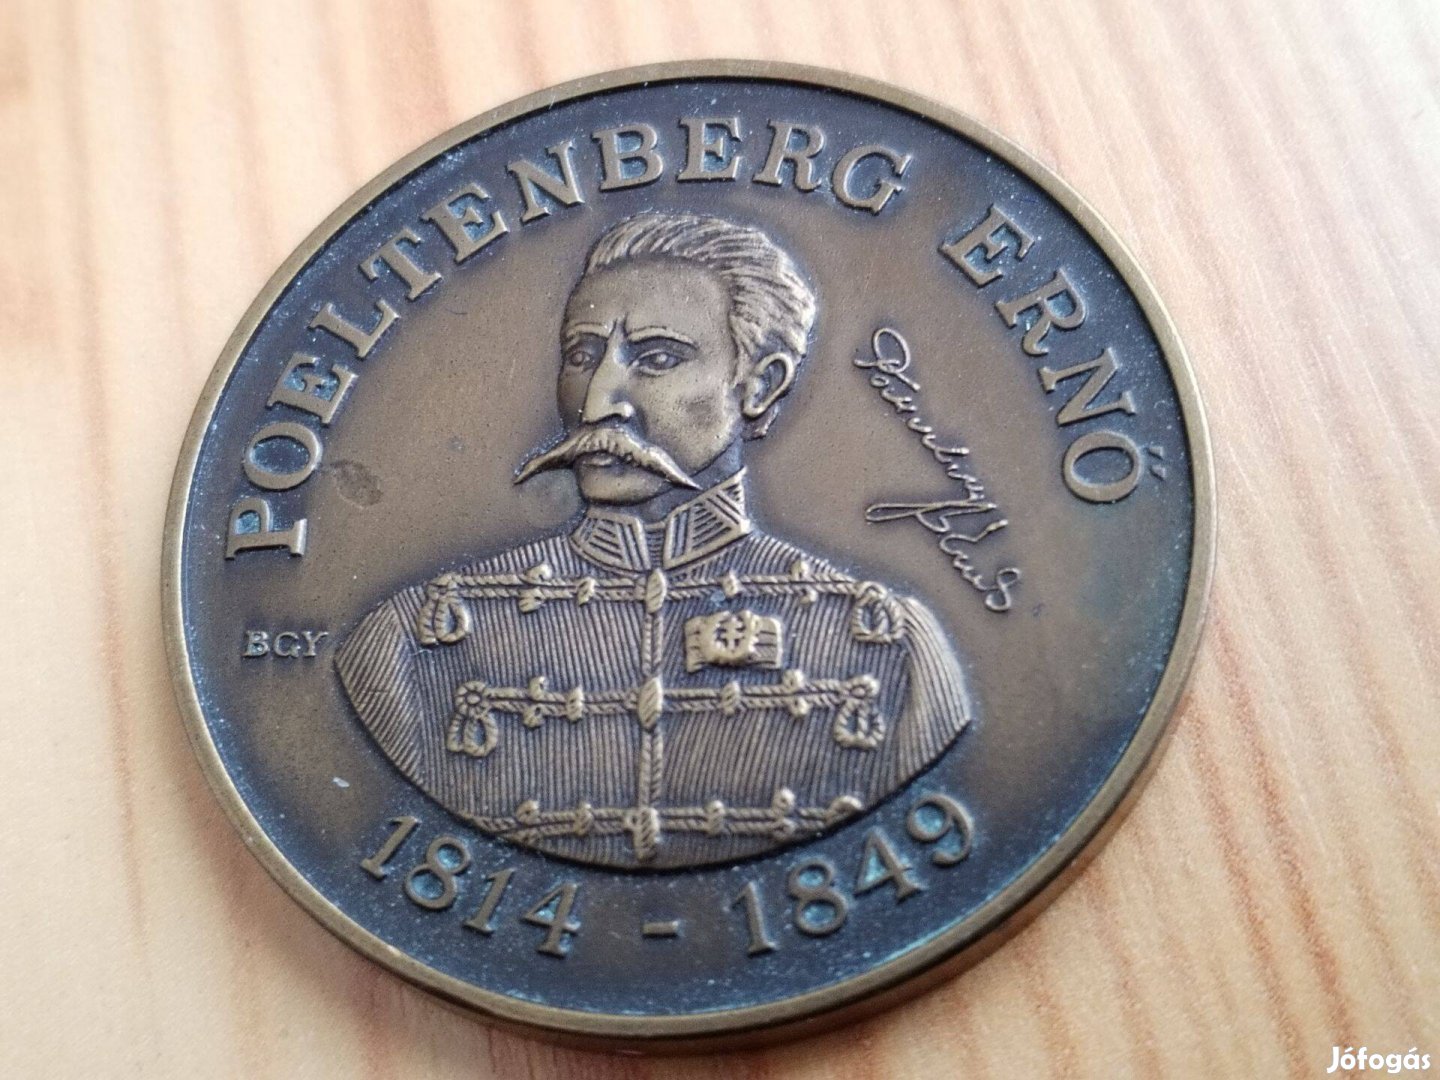 POELTENBERG ERNŐ
BGY
1814 - 1849
Jófogás